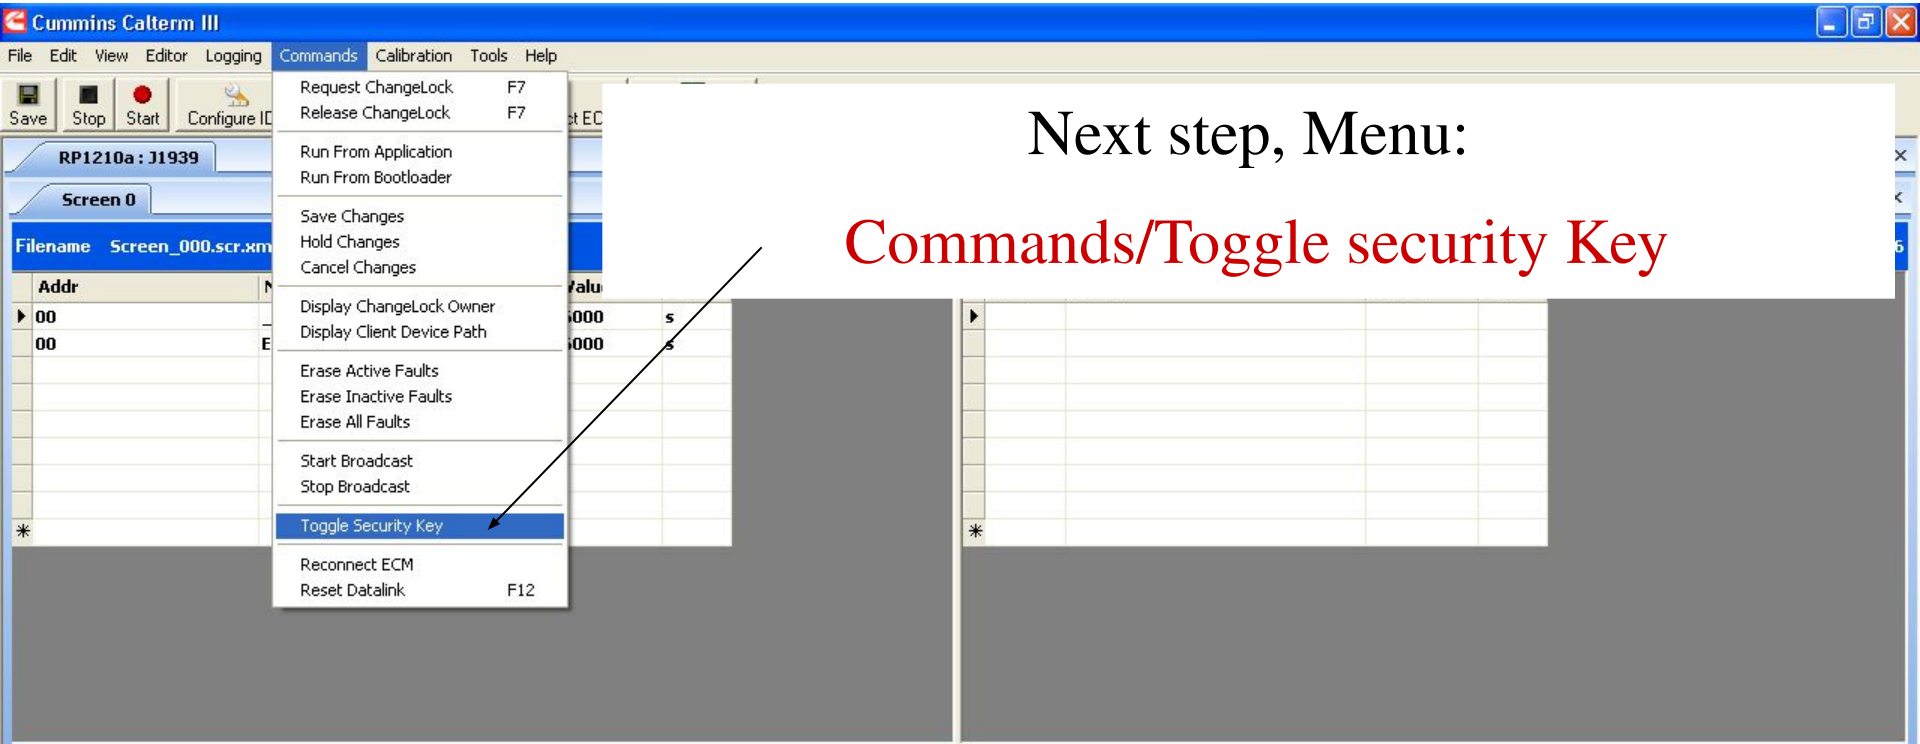 Cummins Calterm III
File Edit View Editor Logging Commands Calibration Tools Help
Save Stop Start Configure
Request ChangeLock F7
Release ChangeLock F7
Run From Application
Run From Bootloader
Save Changes
Hold Changes
Cancel Changes
Display ChangeLock Owner
Display Client Device Path
Erase Active Faults
Erase Inactive Faults
Erase All Faults
Start Broadcast
Stop Broadcast
Toggle Security Key
Reconnect ECM
Reset Datalink F12
Next step, Menu:
Commands/Toggle security Key
RP1210a : J1939
Screen 0
Filename Screen_000.scr.xm
Addr
00 s
00 s